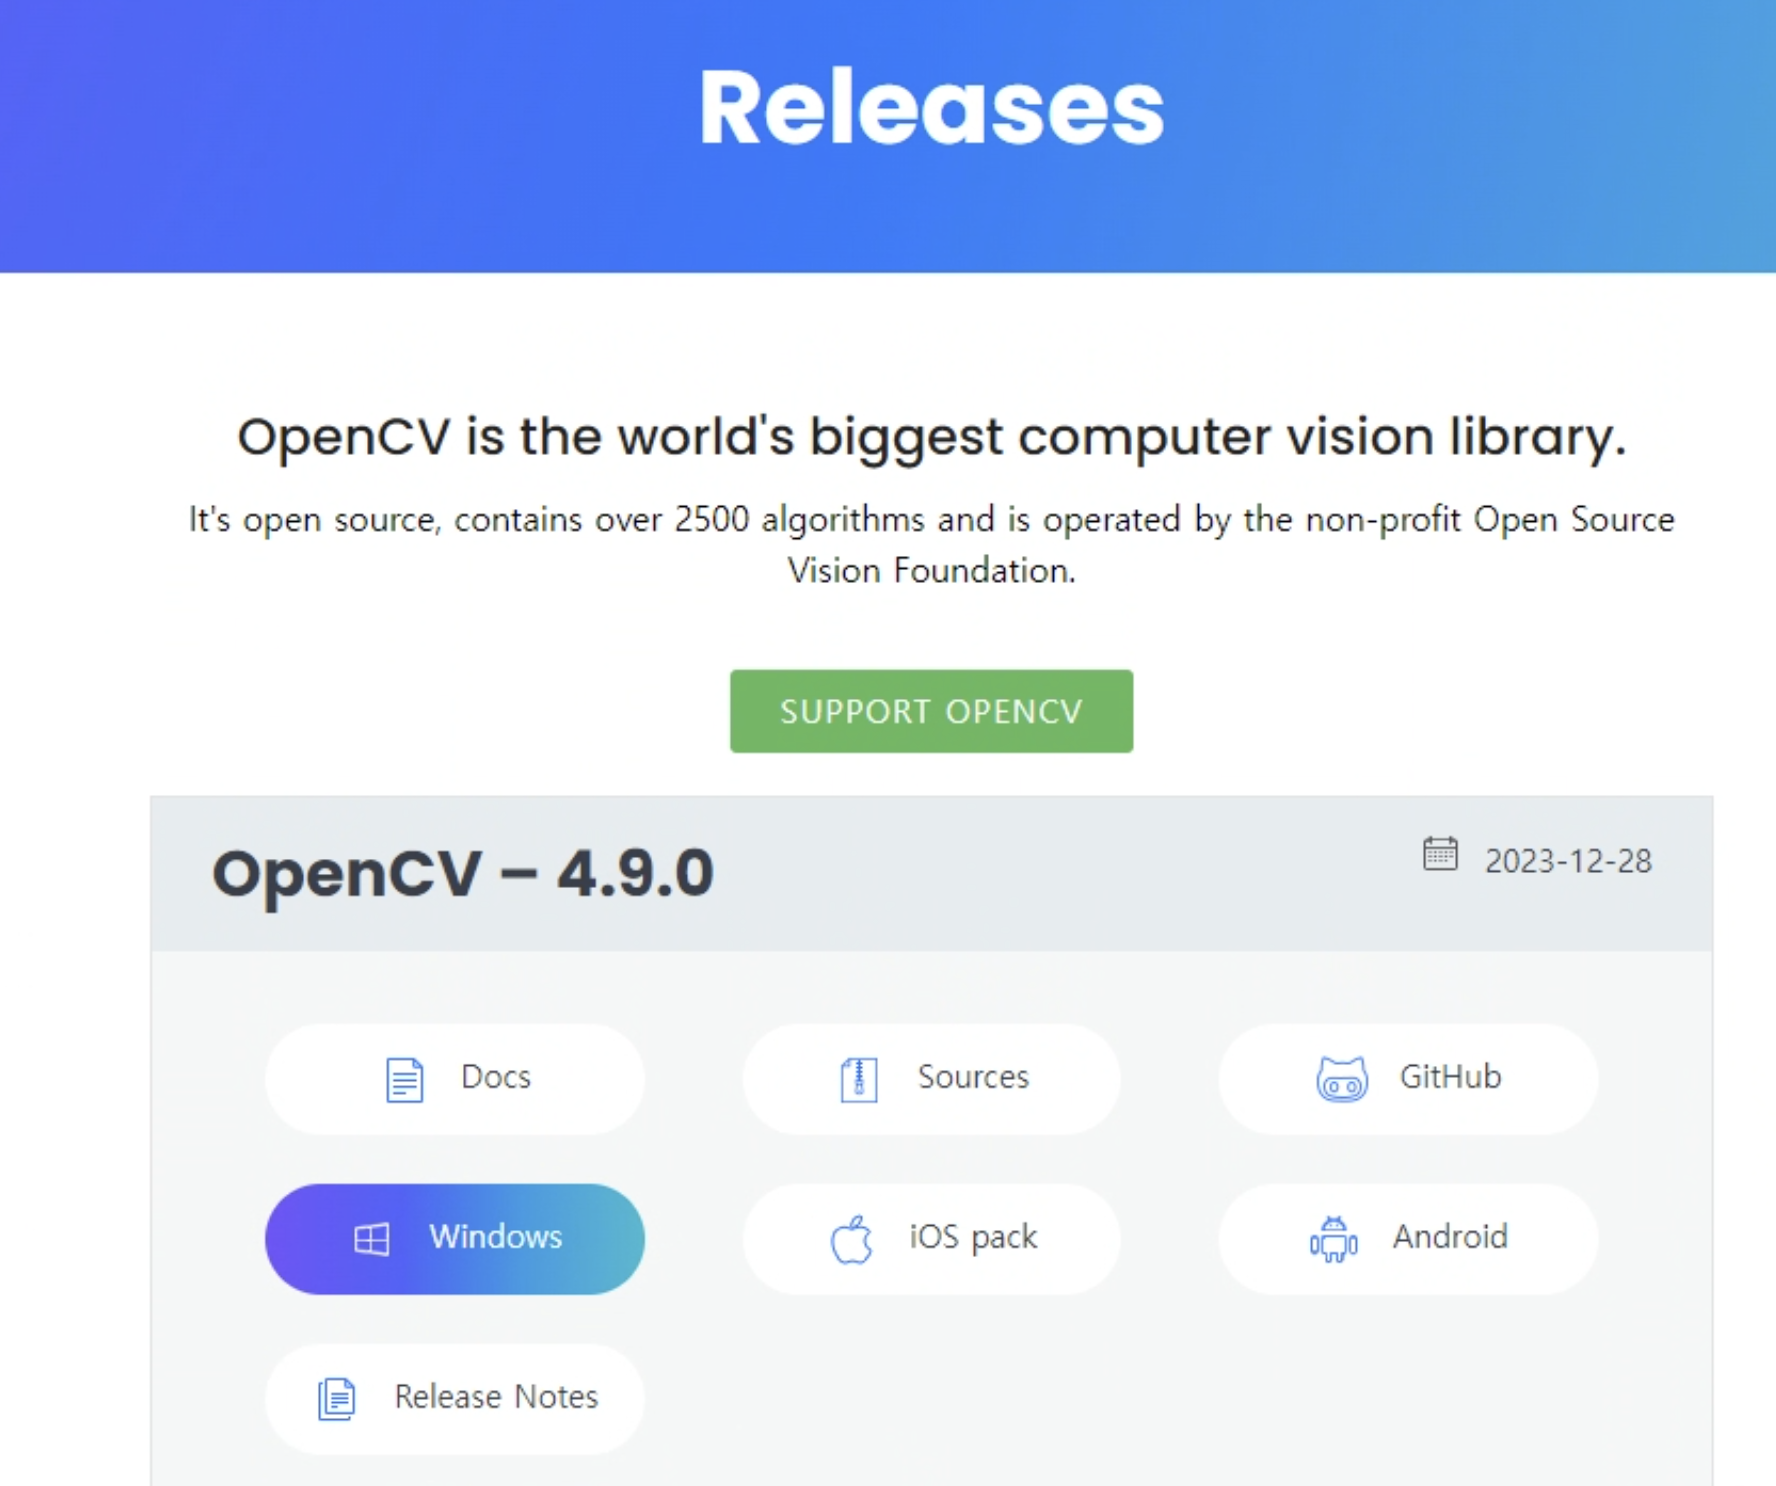 Releases
OpenCV is the world's biggest computer vision library.
It's open source, contains over 2500 algorithms and is operated by the non-profit Open Source
Vision Foundation.
SUPPORT OPENCV
OpenCV – 4.9.0
2023-12-28
Docs
Sources
GitHub
Windows
iOS pack
Android
Release Notes